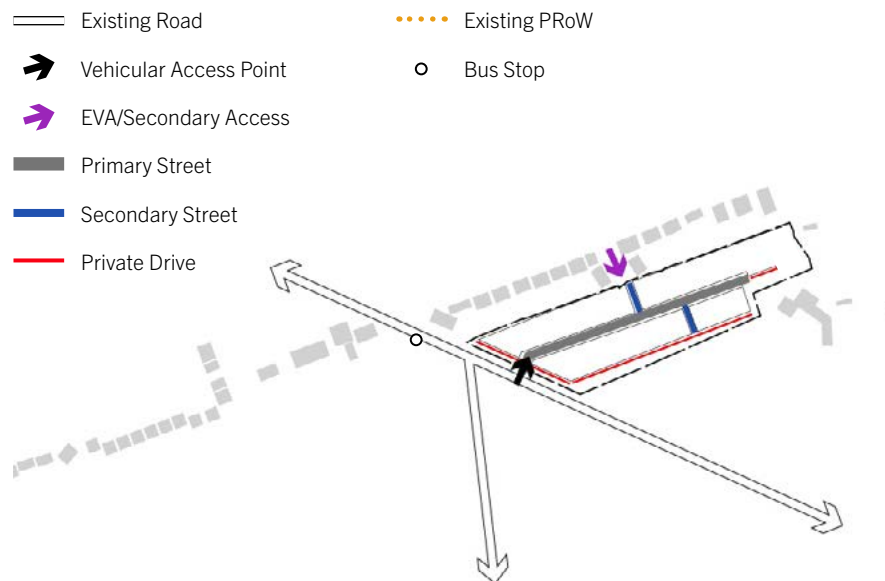 Existing Road
Vehicular Access Point
EVA/Secondary Access
Primary Street
Secondary Street
Private Drive
Existing PRoW
Bus Stop